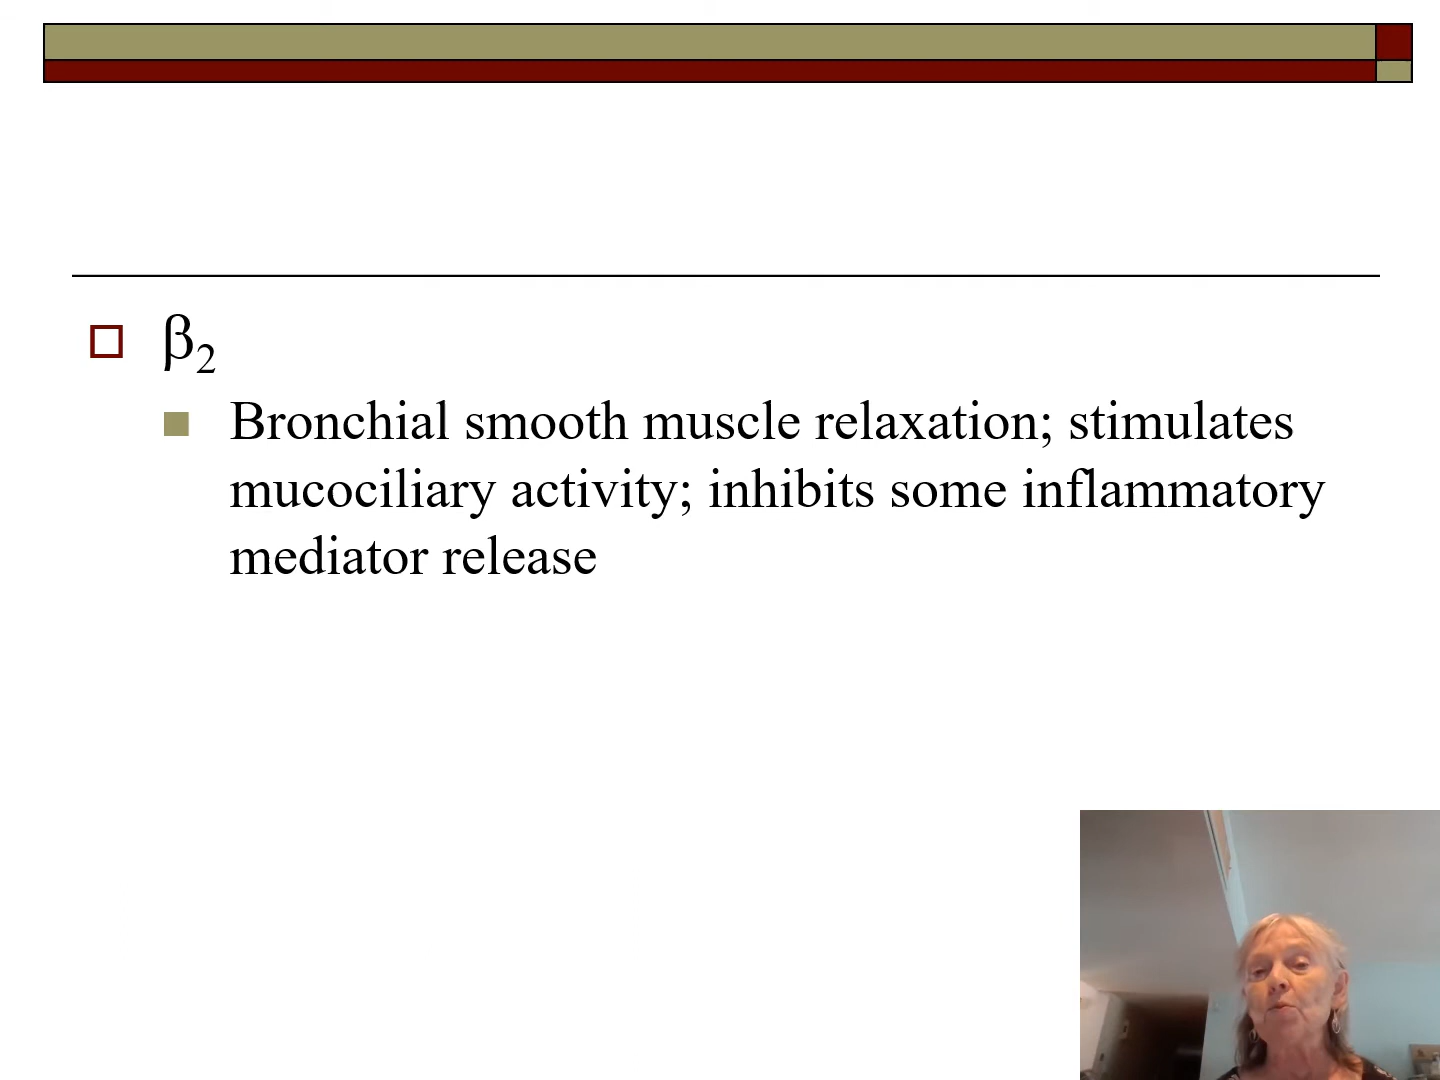 β₂
Bronchial smooth muscle relaxation; stimulates
mucociliary activity; inhibits some inflammatory
mediator release